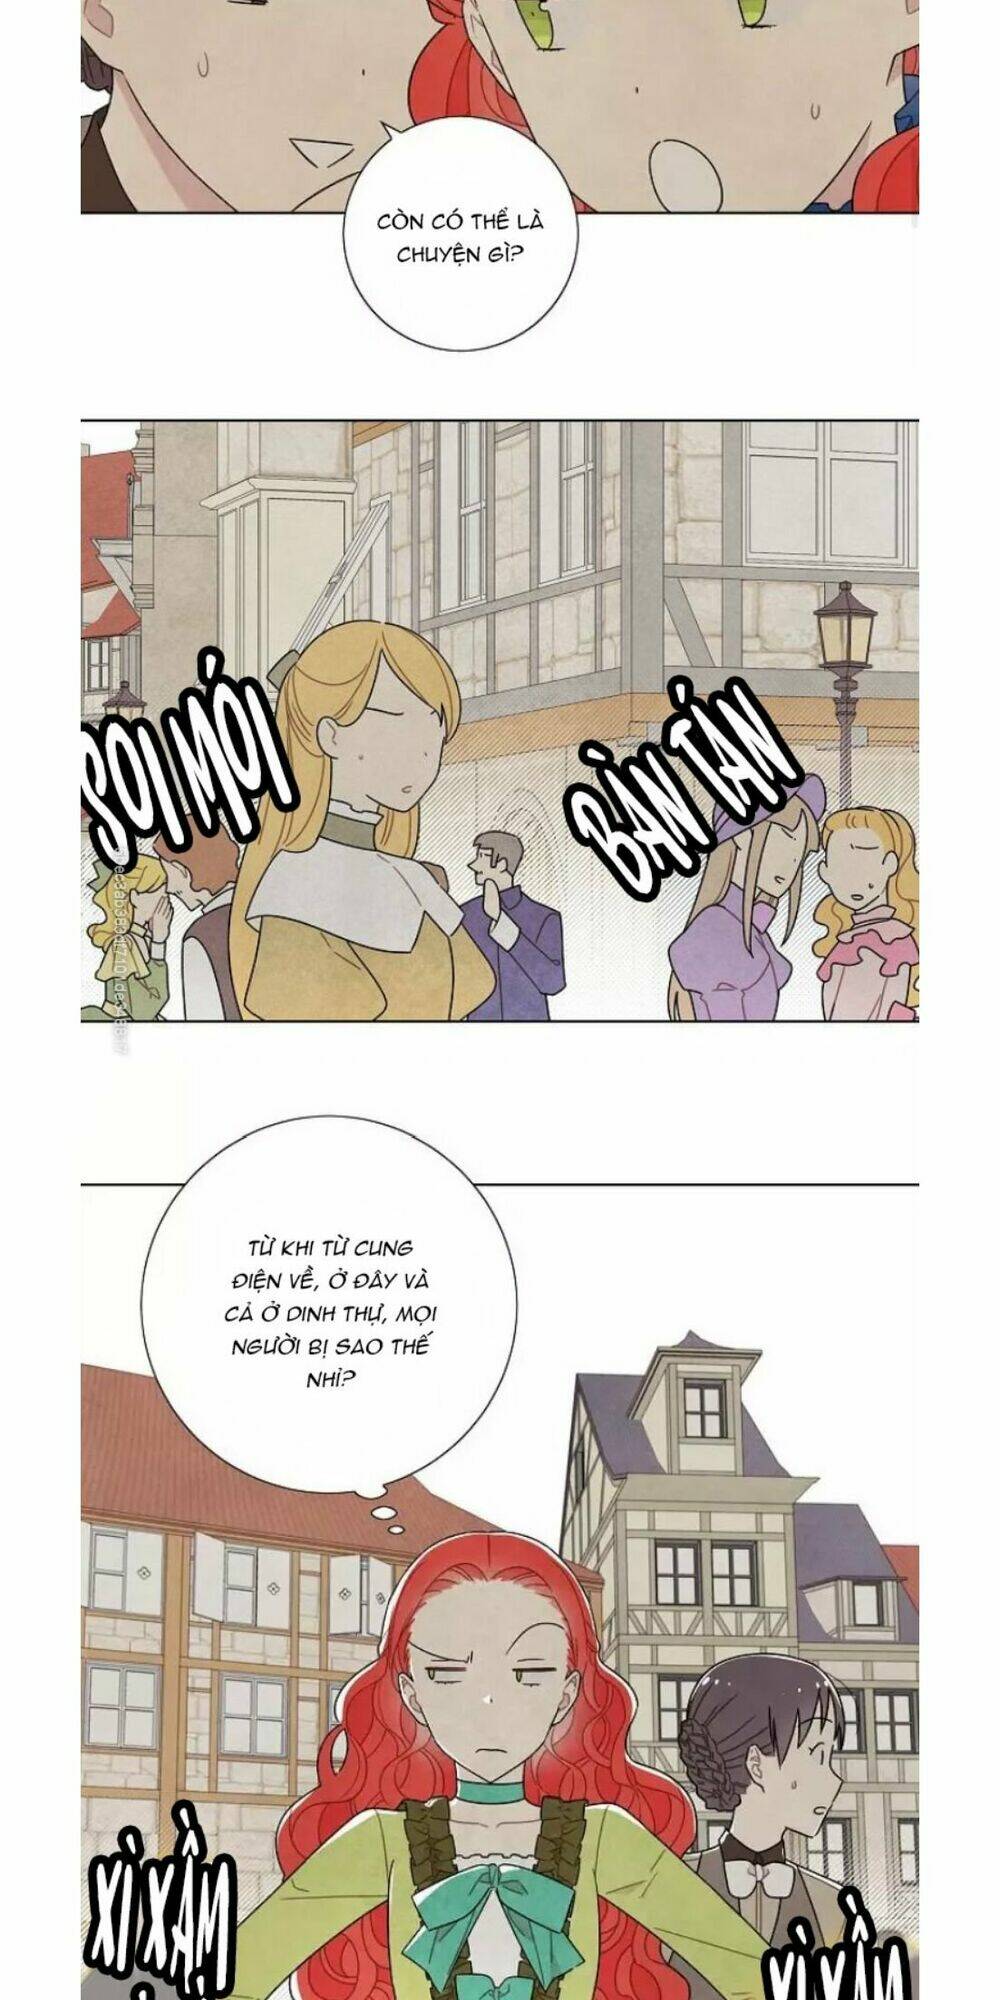 CÒN CÓ THỂ LÀ
CHUYỆN GÌ?
SOI MÓI
BÀN TÁN
TỪ KHI TỪ CUNG
ĐIỆN VỀ, Ở ĐÂY VÀ
CẢ Ở DINH THỰ, MỌI
NGƯỜI BỊ SAO THẾ
NHỈ?
XÌ XẦM
XÌ XẦM